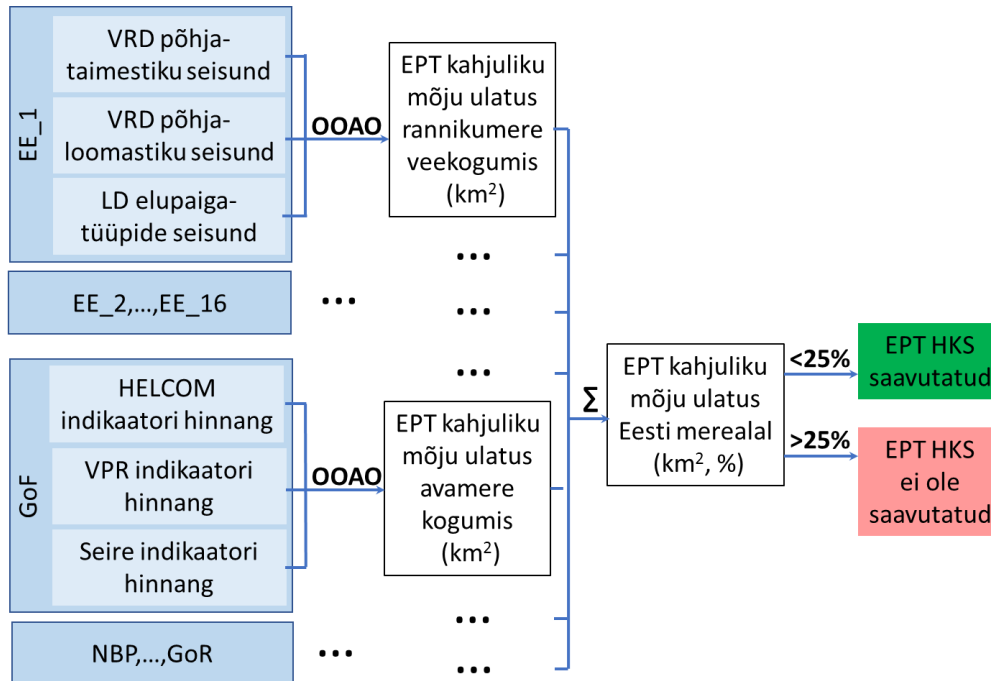 EE_1
VRD põhja-
taimestiku seisund
VRD põhja-
loomastiku seisund
LD elupaiga-
tüüpide seisund
OOAO
EPT kahjuliku
mõju ulatus
rannikumere
veekogumis
(km²)
...
EE_2,...,EE_16
...
...
...
GoF
HELCOM
indikaatori hinnang
VPR indikaatori
hinnang
Seire indikaatori
hinnang
OOAO
EPT kahjuliku
mõju ulatus
avamere
kogumis
(km²)
...
NBP,...,GoR
...
...
Σ
EPT kahjuliku
mõju ulatus
Eesti merealal
(km², %)
<25%
EPT HKS
saavutatud
>25%
EPT HKS
ei ole
saavutatud